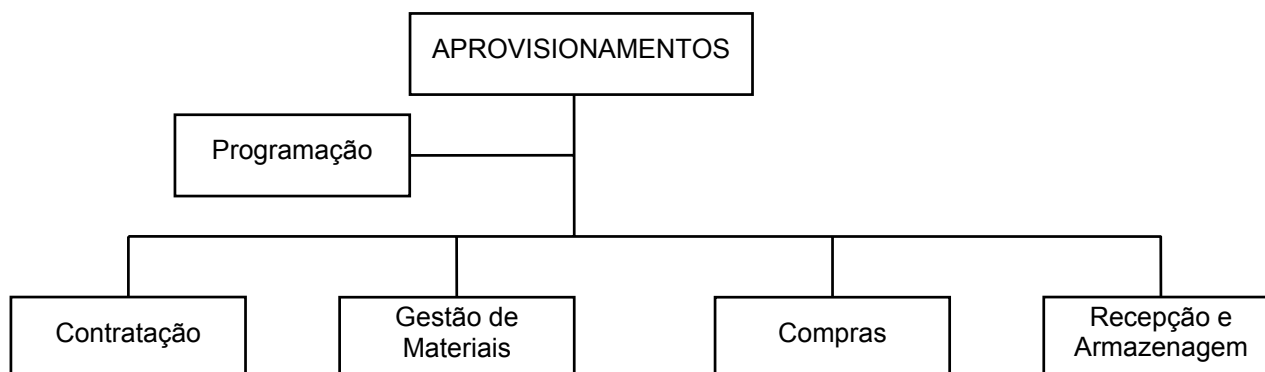 APROVISIONAMENTOS
Programação
Contratação
Gestão de
Materiais
Compras
Recepção e
Armazenagem